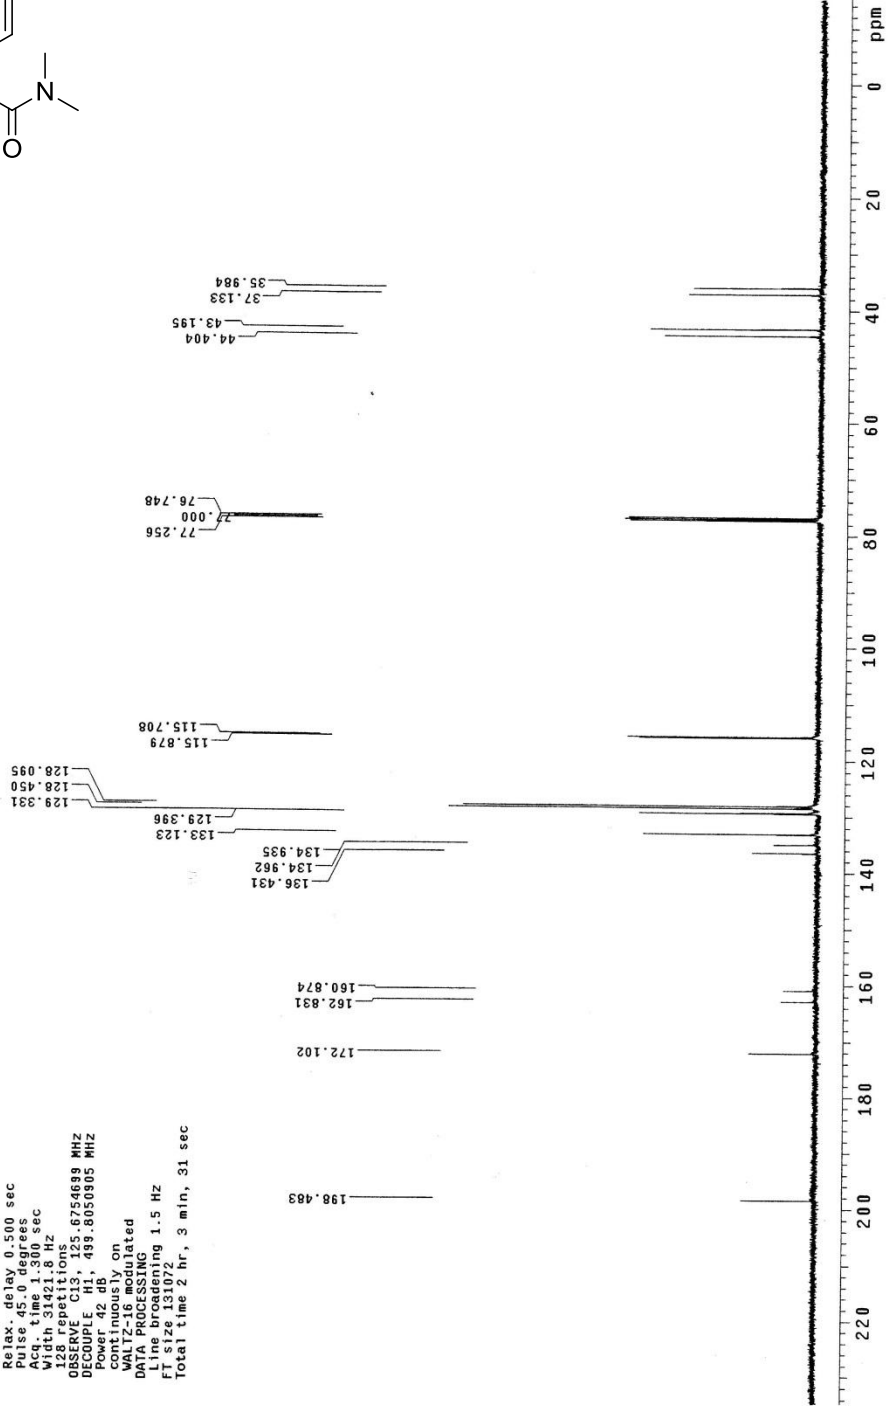 N
O
Relax. delay 0.500 sec
Pulse 45.0 degrees
Acq. time 1.300 sec
Width 31421.8 Hz
128 repetitions
OBSERVE C13, 125.6754699 MHz
DECOUPLE H1, 499.8050905 MHz
Power 42 dB
continuously on
WALTZ-16 modulated
DATA PROCESSING
Line broadening 1.5 Hz
FT size 131072
Total time 2 hr, 3 min, 31 sec
198.483
172.102
162.831
160.874
136.431
134.962
134.935
133.123
129.396
129.331
128.450
128.095
115.879
115.708
77.256
77.000
76.748
44.404
43.195
37.133
35.984
220 200 180 160 140 120 100 80 60 40 20 0 ppm